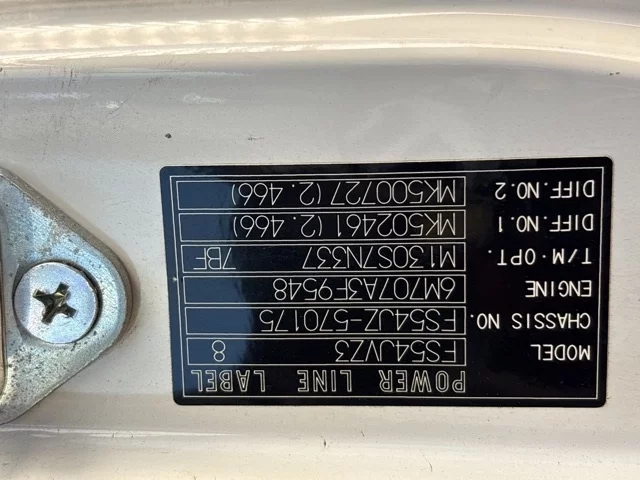 POWER LINE LABEL
MODEL FS54JVZ3 8
CHASSIS NO. FS54JZ-570175
ENGINE 6M707A3F9548
T/M·OPT. M130S7N337 7BF
DIFF.NO.1 MK502461(2.466)
DIFF.NO.2 MK500727(2.466)